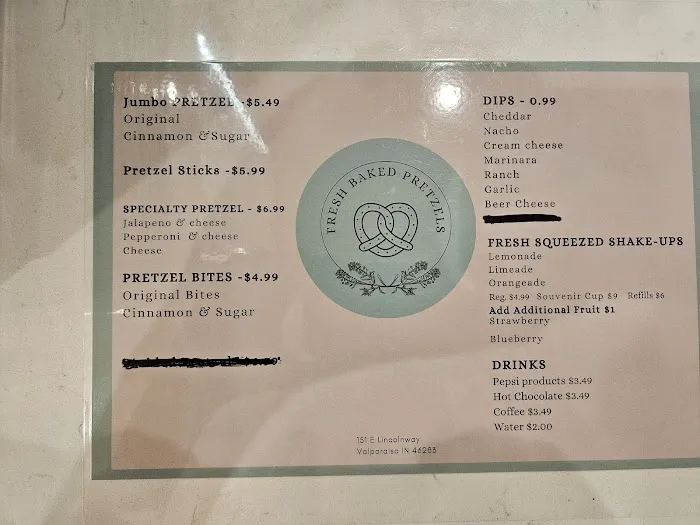 Jumbo PRETZEL -$5.49
Original
Cinnamon & Sugar
Pretzel Sticks -$5.99
SPECIALTY PRETZEL - $6.99
Jalapeno & cheese
Pepperoni & cheese
Cheese
PRETZEL BITES -$4.99
Original Bites
Cinnamon & Sugar
FRESH BAKED PRETZELS
151 E Lincolnway
Valparaiso IN 46283
DIPS - 0.99
Cheddar
Nacho
Cream cheese
Marinara
Ranch
Garlic
Beer Cheese
FRESH SQUEEZED SHAKE-UPS
Lemonade
Limeade
Orangeade
Reg. $4.99 Souvenir Cup $9 Refills $6
Add Additional Fruit $1
Strawberry
Blueberry
DRINKS
Pepsi products $3.49
Hot Chocolate $3.49
Coffee $3.49
Water $2.00